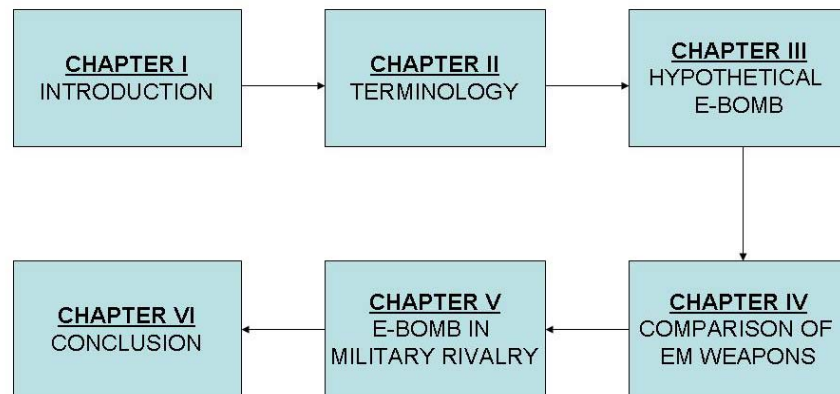 CHAPTER I
INTRODUCTION
CHAPTER II
TERMINOLOGY
CHAPTER III
HYPOTHETICAL
E-BOMB
CHAPTER IV
COMPARISON OF
EM WEAPONS
CHAPTER V
E-BOMB IN
MILITARY RIVALRY
CHAPTER VI
CONCLUSION